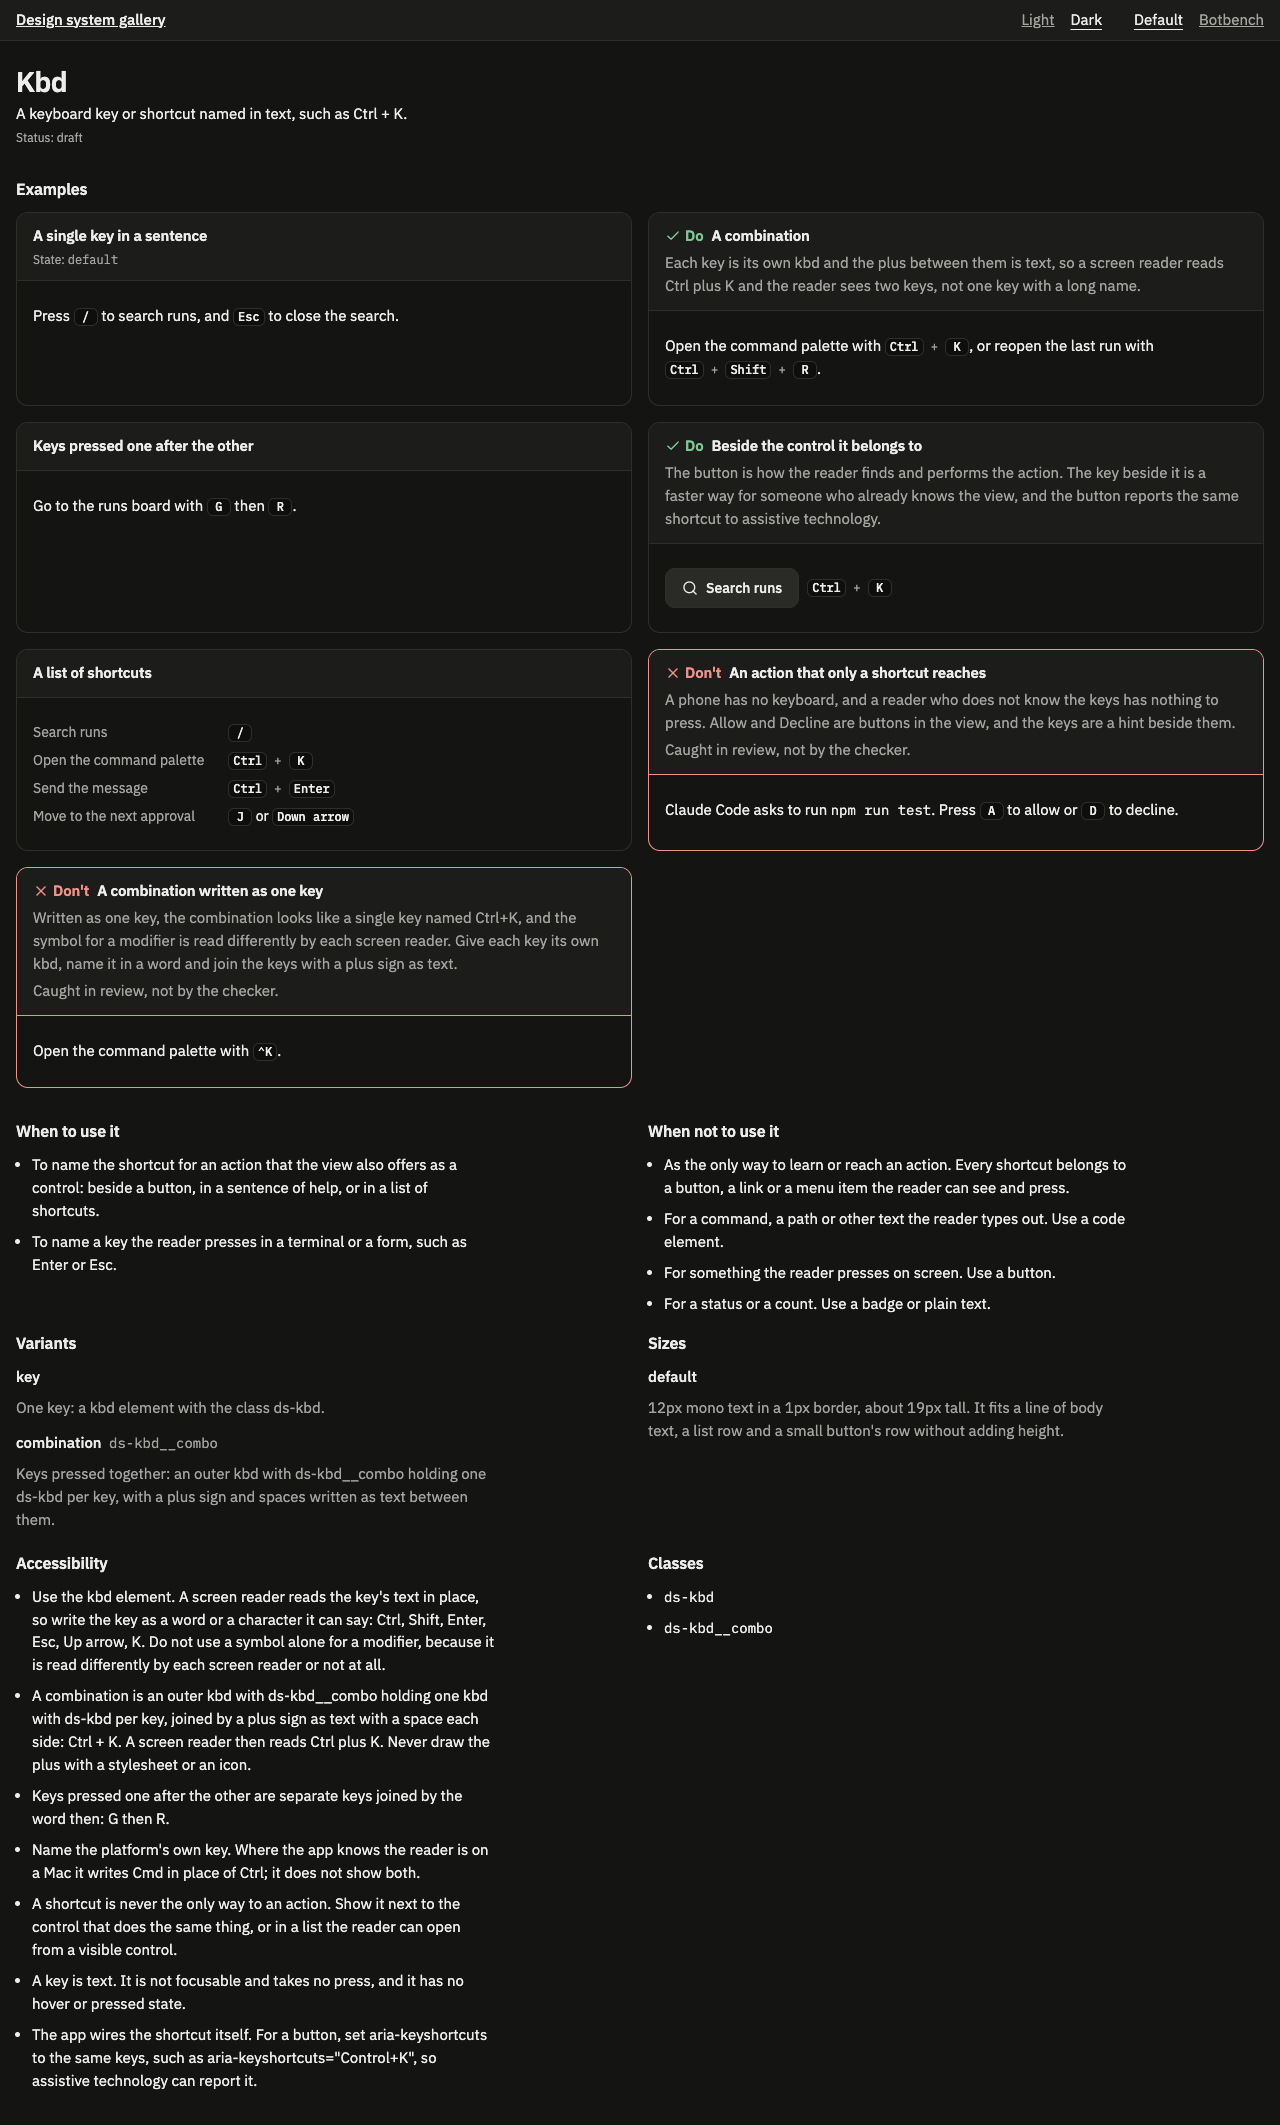 Design system gallery
Light Dark Default Botbench
Kbd
A keyboard key or shortcut named in text, such as Ctrl + K.
Status: draft
Examples
A single key in a sentence
State: default
Press / to search runs, and Esc to close the search.
Do A combination
Each key is its own kbd and the plus between them is text, so a screen reader reads
Ctrl plus K and the reader sees two keys, not one key with a long name.
Open the command palette with Ctrl + K, or reopen the last run with
Ctrl + Shift + R.
Keys pressed one after the other
Go to the runs board with G then R.
Do Beside the control it belongs to
The button is how the reader finds and performs the action. The key beside it is a
faster way for someone who already knows the view, and the button reports the same
shortcut to assistive technology.
Search runs Ctrl + K
A list of shortcuts
Search runs /
Open the command palette Ctrl + K
Send the message Ctrl + Enter
Move to the next approval J or Down arrow
Don't An action that only a shortcut reaches
A phone has no keyboard, and a reader who does not know the keys has nothing to
press. Allow and Decline are buttons in the view, and the keys are a hint beside them.
Caught in review, not by the checker.
Claude Code asks to run npm run test. Press A to allow or D to decline.
Don't A combination written as one key
Written as one key, the combination looks like a single key named Ctrl+K, and the
symbol for a modifier is read differently by each screen reader. Give each key its own
kbd, name it in a word and join the keys with a plus sign as text.
Caught in review, not by the checker.
Open the command palette with ^K.
When to use it
To name the shortcut for an action that the view also offers as a
control: beside a button, in a sentence of help, or in a list of
shortcuts.
To name a key the reader presses in a terminal or a form, such as
Enter or Esc.
When not to use it
As the only way to learn or reach an action. Every shortcut belongs to
a button, a link or a menu item the reader can see and press.
For a command, a path or other text the reader types out. Use a code
element.
For something the reader presses on screen. Use a button.
For a status or a count. Use a badge or plain text.
Variants
key
One key: a kbd element with the class ds-kbd.
combination ds-kbd__combo
Keys pressed together: an outer kbd with ds-kbd__combo holding one
ds-kbd per key, with a plus sign and spaces written as text between
them.
Sizes
default
12px mono text in a 1px border, about 19px tall. It fits a line of body
text, a list row and a small button's row without adding height.
Accessibility
Use the kbd element. A screen reader reads the key's text in place,
so write the key as a word or a character it can say: Ctrl, Shift, Enter,
Esc, Up arrow, K. Do not use a symbol alone for a modifier, because it
is read differently by each screen reader or not at all.
A combination is an outer kbd with ds-kbd__combo holding one kbd
with ds-kbd per key, joined by a plus sign as text with a space each
side: Ctrl + K. A screen reader then reads Ctrl plus K. Never draw the
plus with a stylesheet or an icon.
Keys pressed one after the other are separate keys joined by the
word then: G then R.
Name the platform's own key. Where the app knows the reader is on
a Mac it writes Cmd in place of Ctrl; it does not show both.
A shortcut is never the only way to an action. Show it next to the
control that does the same thing, or in a list the reader can open
from a visible control.
A key is text. It is not focusable and takes no press, and it has no
hover or pressed state.
The app wires the shortcut itself. For a button, set aria-keyshortcuts
to the same keys, such as aria-keyshortcuts="Control+K", so
assistive technology can report it.
Classes
ds-kbd
ds-kbd__combo